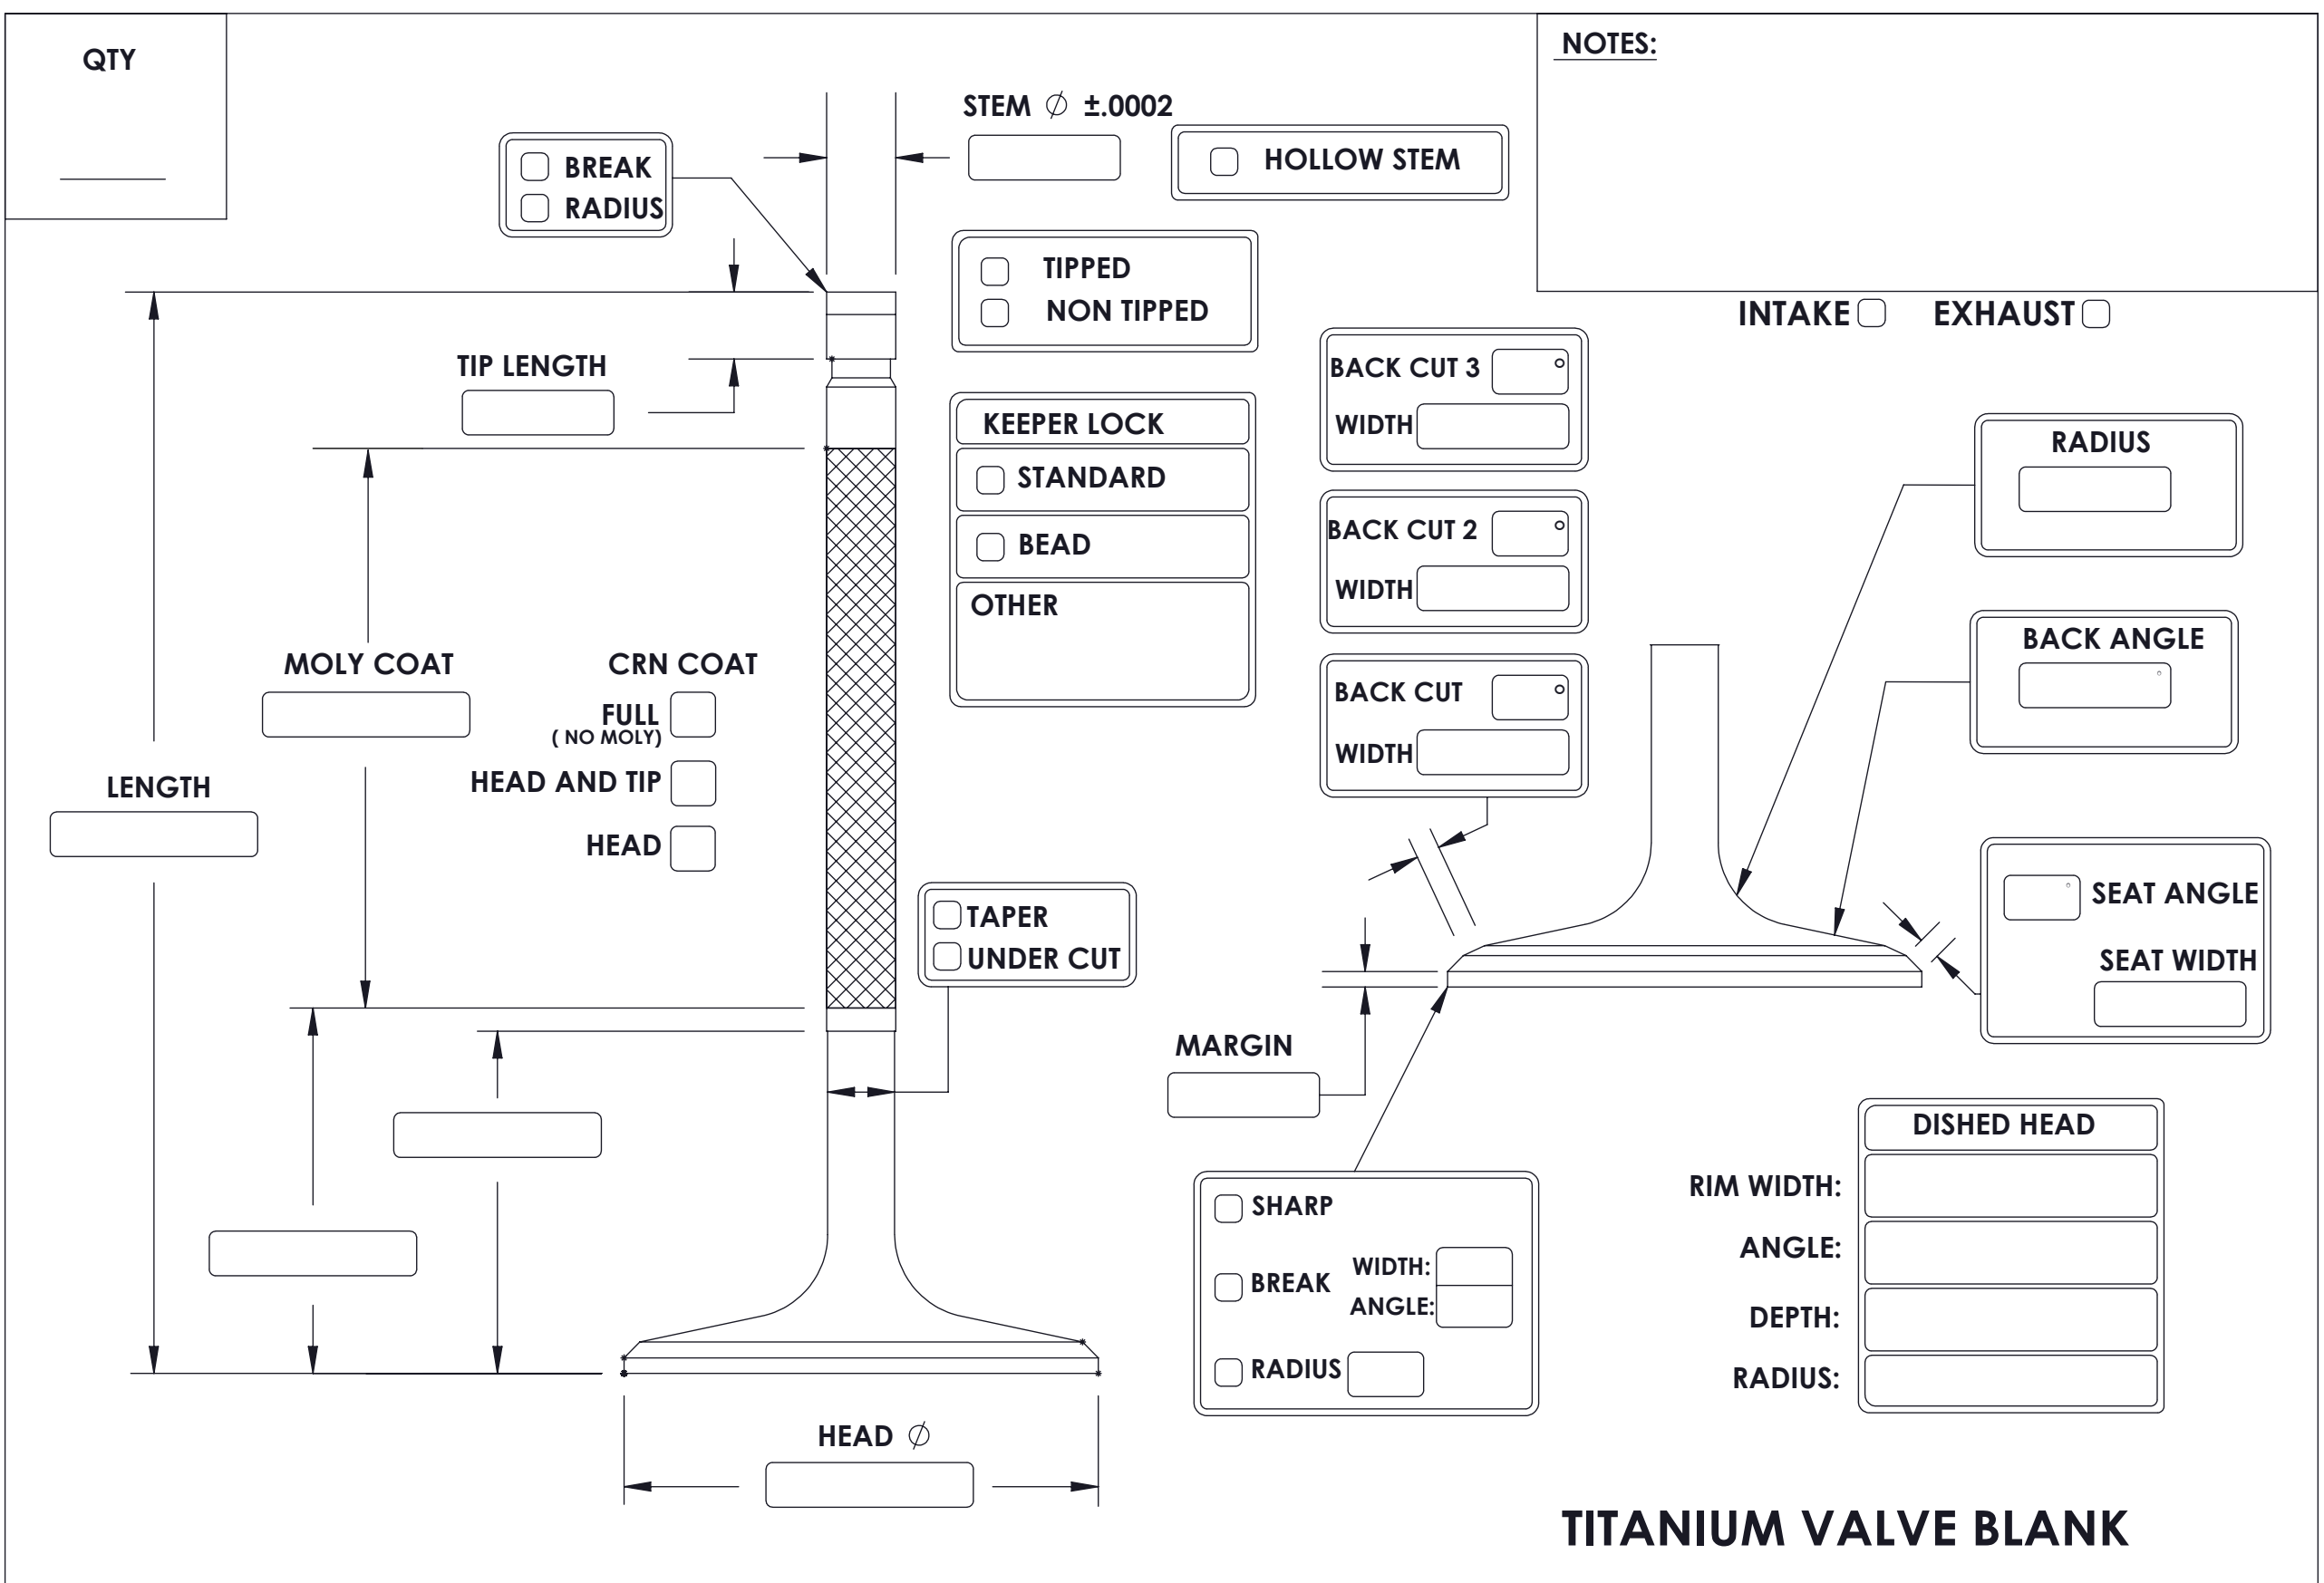 QTY
NOTES:
STEM ∅ ±.0002
BREAK
RADIUS
HOLLOW STEM
TIPPED
NON TIPPED
INTAKE
EXHAUST
TIP LENGTH
BACK CUT 3 °
WIDTH
KEEPER LOCK
STANDARD
BEAD
OTHER
BACK CUT 2 °
WIDTH
RADIUS
BACK ANGLE
°
MOLY COAT
CRN COAT
FULL
( NO MOLY)
HEAD AND TIP
HEAD
BACK CUT °
WIDTH
LENGTH
TAPER
UNDER CUT
° SEAT ANGLE
SEAT WIDTH
MARGIN
SHARP
BREAK
WIDTH:
ANGLE:
RADIUS
DISHED HEAD
RIM WIDTH:
ANGLE:
DEPTH:
RADIUS:
HEAD ∅
TITANIUM VALVE BLANK